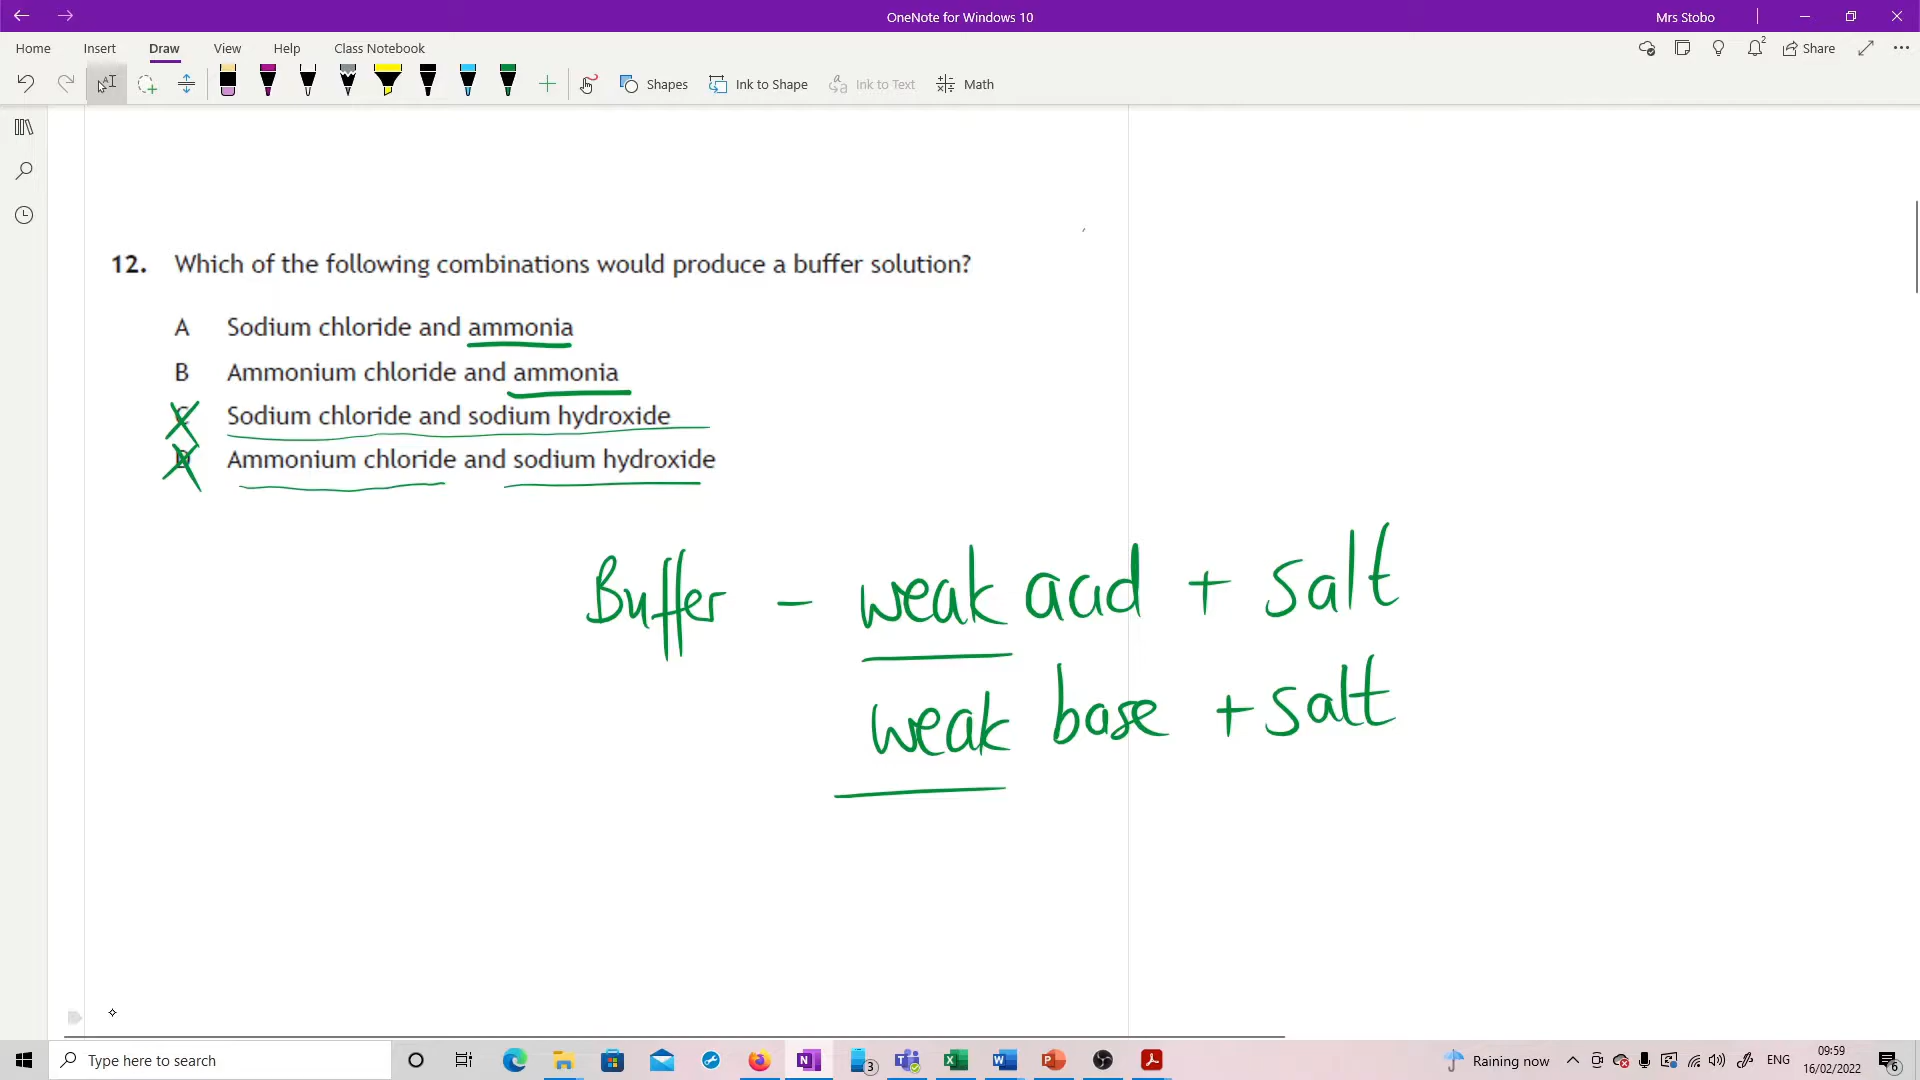 OneNote for Windows 10
Mrs Stobo
Home Insert Draw View Help Class Notebook
2 Share
Shapes Ink to Shape Ink to Text Math
12. Which of the following combinations would produce a buffer solution?
A Sodium chloride and ammonia
B Ammonium chloride and ammonia
C Sodium chloride and sodium hydroxide
D Ammonium chloride and sodium hydroxide
Buffer - weak acid + salt
weak base + salt
Type here to search
3
Raining now
ENG
09:59
16/02/2022
6